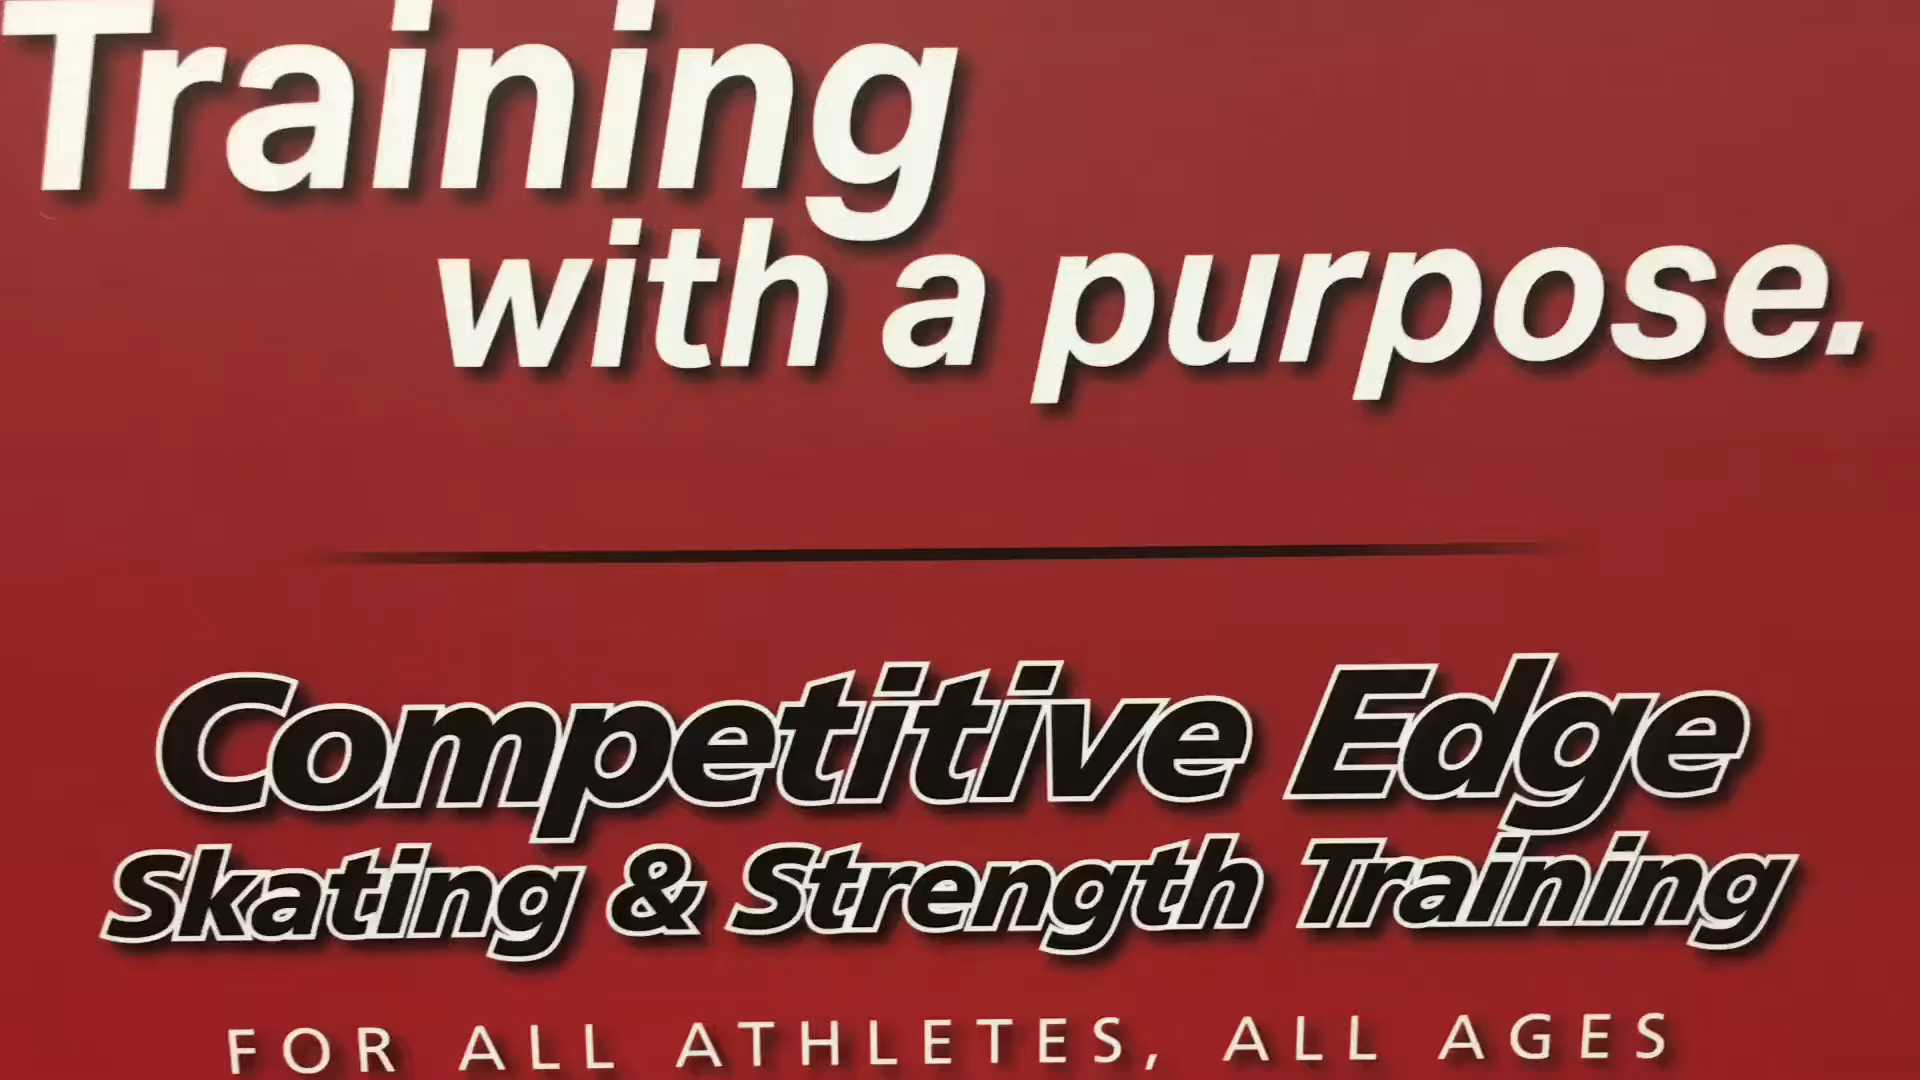 Training
with a purpose.
Competitive Edge
Skating & Strength Training
FOR ALL ATHLETES, ALL AGES